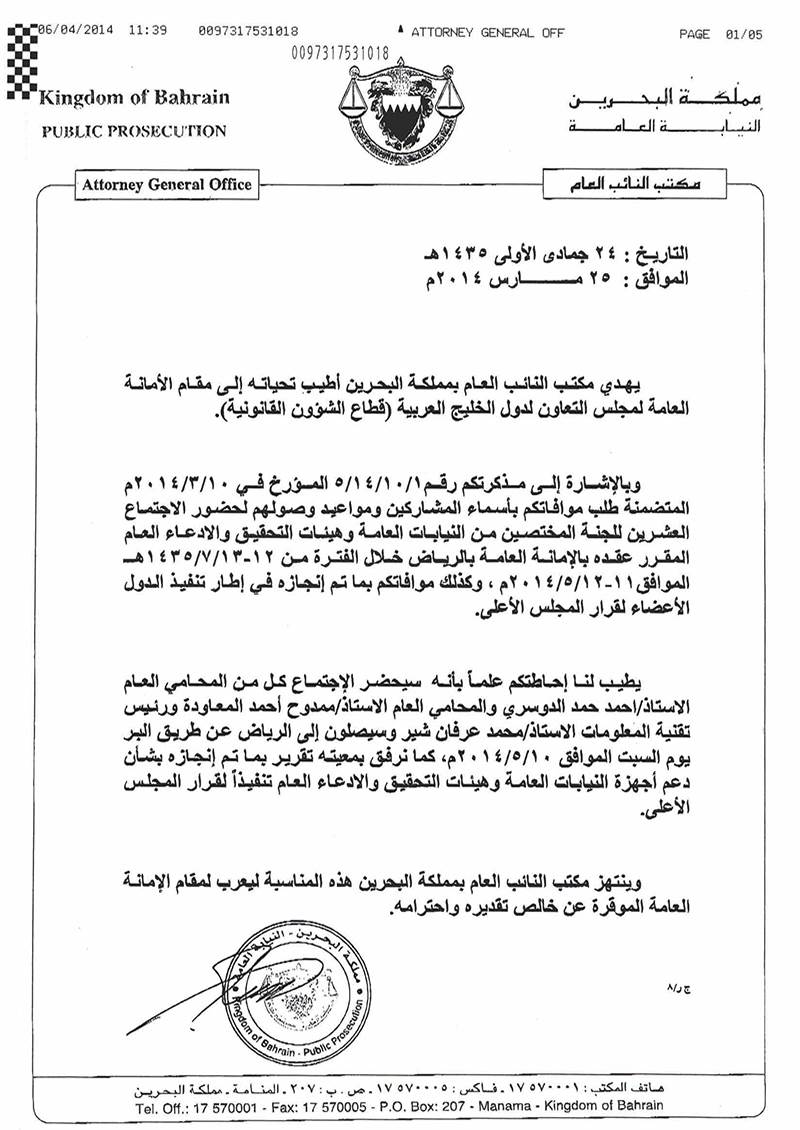 06/04/2014 11:39 0097317531018 ATTORNEY GENERAL OFF PAGE 01/05
0097317531018
Kingdom of Bahrain
PUBLIC PROSECUTION
مملكة البحرين
النيابة العامة
Attorney General Office
مكتب النائب العام
التاريخ : ٢٤ جمادى الأولى ١٤٣٥هـ
الموافق : ٢٥ مارس ٢٠١٤م
يهدي مكتب النائب العام بمملكة البحرين أطيب تحياته إلى مقام الأمانة
العامة لمجلس التعاون لدول الخليج العربية (قطاع الشؤون القانونية).
وبالإشارة إلى مذكرتكم رقم ٥/١٤/١٠/١ المؤرخ في ٢٠١٤/٣/١٠م
المتضمنة طلب موافاتكم بأسماء المشاركين ومواعيد وصولهم لحضور الاجتماع
العشرين للجنة المختصين من النيابات العامة وهيئات التحقيق والادعاء العام
المقرر عقده بالإمانة العامة بالرياض خلال الفترة من ١٢-١٤٣٥/٧/١٣هـ
الموافق ١١-٢٠١٤/٥/١٢م ، وكذلك موافاتكم بما تم إنجازه في إطار تنفيذ الدول
الأعضاء لقرار المجلس الأعلى.
يطيب لنا إحاطتكم علماً بأنه سيحضر الإجتماع كل من المحامي العام
الاستاذ/احمد حمد الدوسري والمحامي العام الاستاذ/ممدوح أحمد المعاودة ورئيس
تقنية المعلومات الاستاذ/محمد عرفان شير وسيصلون إلى الرياض عن طريق البر
يوم السبت الموافق ٢٠١٤/٥/١٠م، كما نرفق بمعيته تقرير بما تم إنجازه بشأن
دعم أجهزة النيابات العامة وهيئات التحقيق والادعاء العام تنفيذاً لقرار المجلس
الأعلى.
وينتهز مكتب النائب العام بمملكة البحرين هذه المناسبة ليعرب لمقام الإمانة
العامة الموقرة عن خالص تقديره واحترامه.
مملكة البحرين - النيابة العامة
Kingdom of Bahrain - Public Prosecution
هاتف المكتب : ٥٧٠٠٠١ ١٧ ـ فاكس : ٥٧٠٠٠٥ ١٧ ـ ص . ب : ٢٠٧ ـ المنامة ـ مملكة البحرين
Tel. Off.: 17 570001 - Fax: 17 570005 - P.O. Box: 207 - Manama - Kingdom of Bahrain